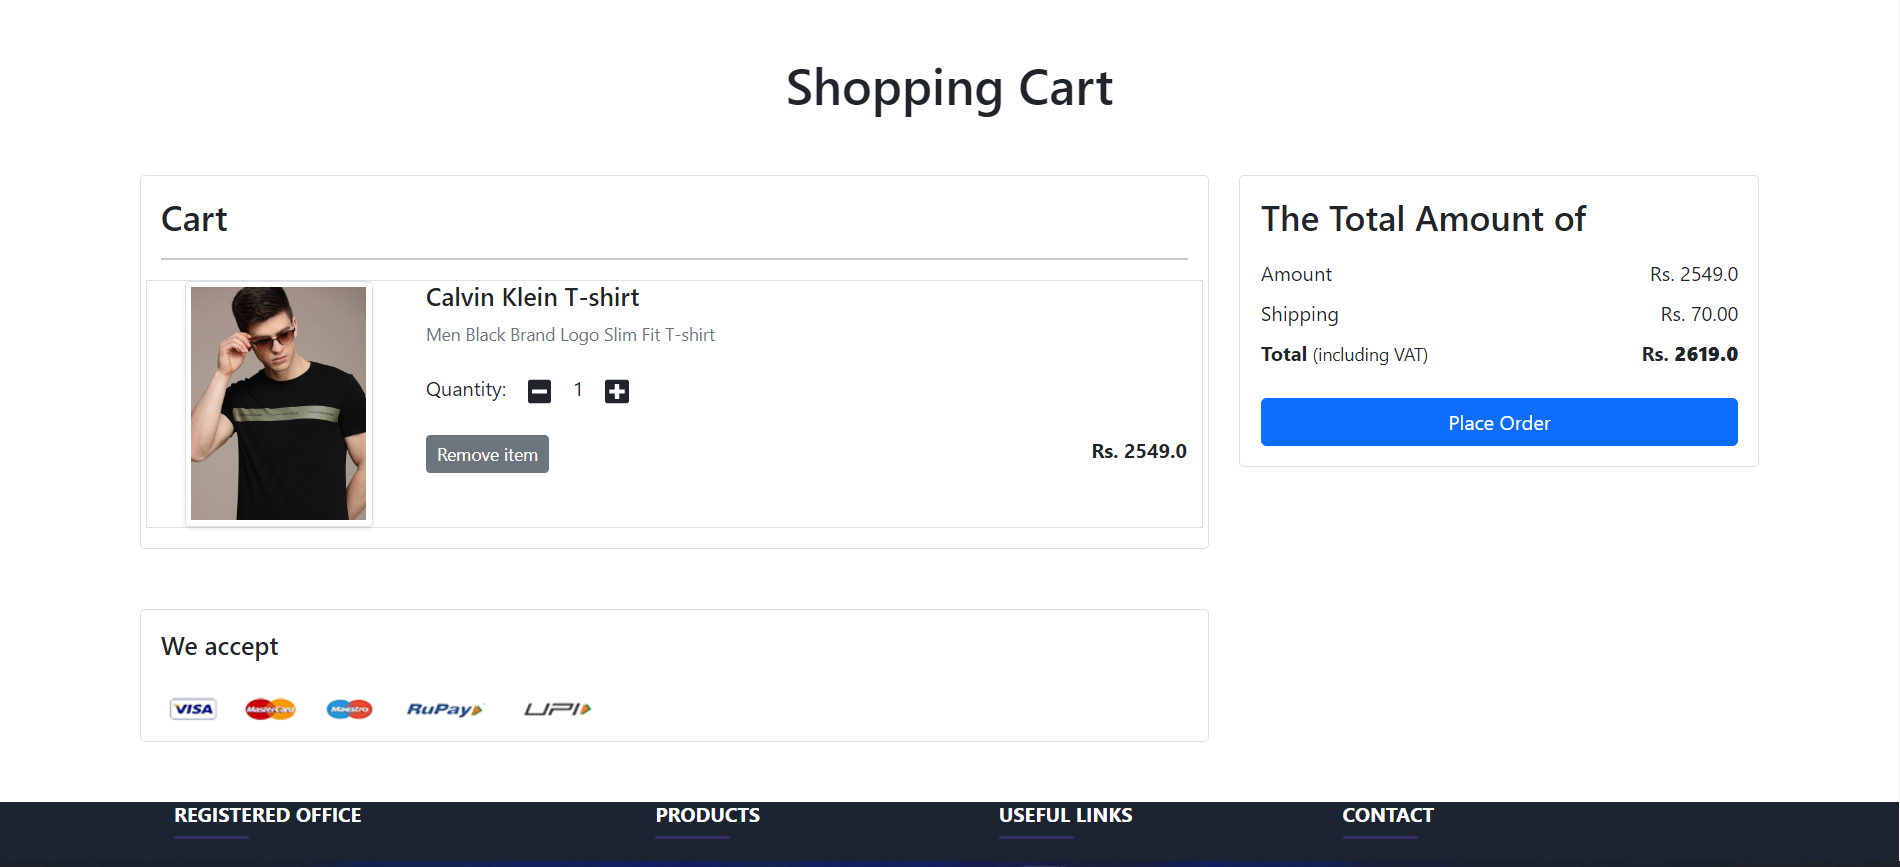 Shopping Cart
Cart
Calvin Klein T-shirt
Men Black Brand Logo Slim Fit T-shirt
Quantity: 1
Remove item
Rs. 2549.0
The Total Amount of
Amount Rs. 2549.0
Shipping Rs. 70.00
Total (including VAT) Rs. 2619.0
Place Order
We accept
VISA MasterCard Maestro RuPay UPI
REGISTERED OFFICE PRODUCTS USEFUL LINKS CONTACT